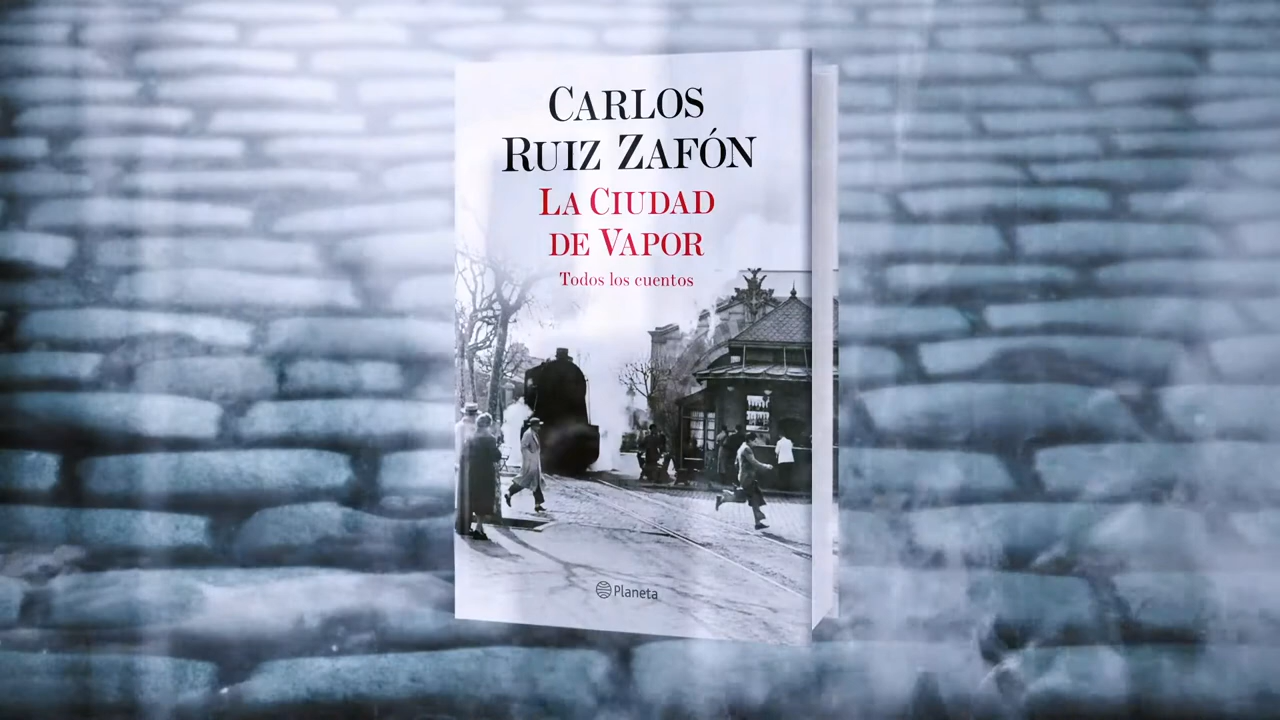 CARLOS
RUIZ ZAFÓN
LA CIUDAD
DE VAPOR
Todos los cuentos
Planeta